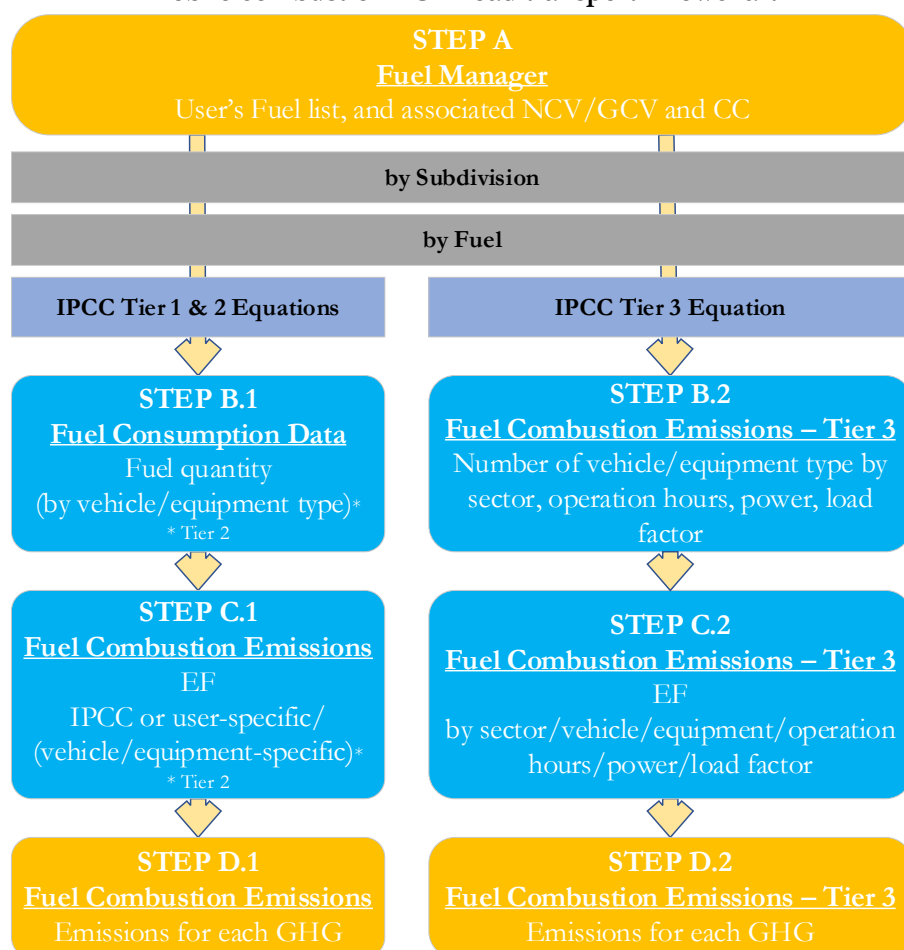 STEP A
Fuel Manager
User's Fuel list, and associated NCV/GCV and CC
by Subdivision
by Fuel
IPCC Tier 1 & 2 Equations
STEP B.1
Fuel Consumption Data
Fuel quantity
(by vehicle/equipment type)*
* Tier 2
STEP C.1
Fuel Combustion Emissions
EF
IPCC or user-specific/
(vehicle/equipment-specific)*
* Tier 2
STEP D.1
Fuel Combustion Emissions
Emissions for each GHG
IPCC Tier 3 Equation
STEP B.2
Fuel Combustion Emissions – Tier 3
Number of vehicle/equipment type by
sector, operation hours, power, load
factor
STEP C.2
Fuel Combustion Emissions – Tier 3
EF
by sector/vehicle/equipment/operation
hours/power/load factor
STEP D.2
Fuel Combustion Emissions – Tier 3
Emissions for each GHG